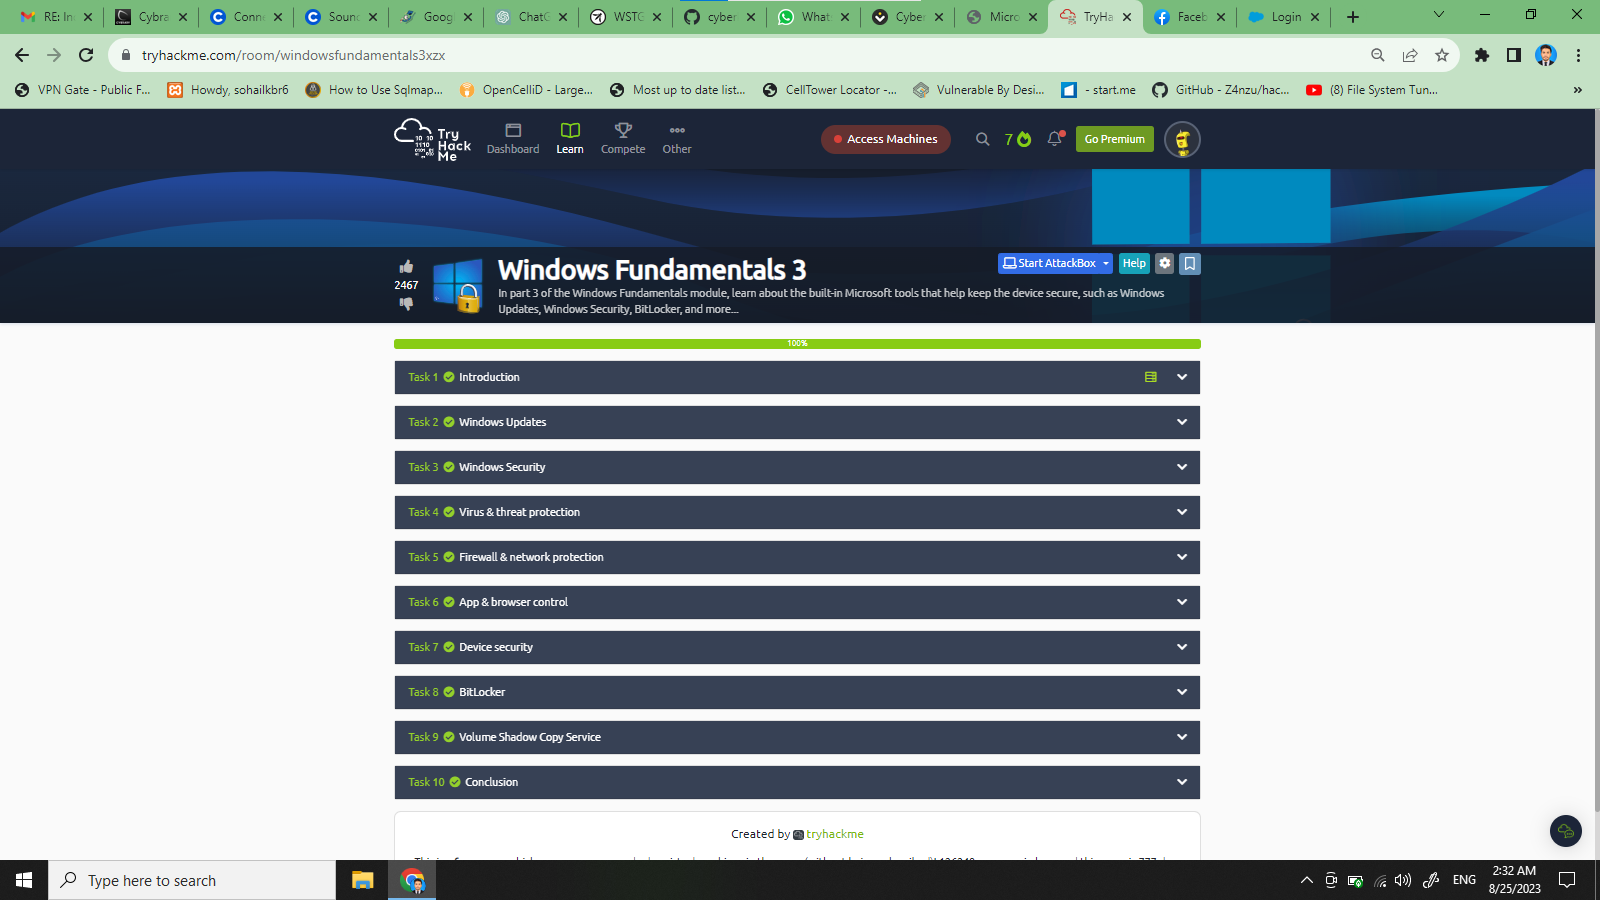 RE: In
Cybra
Conne
Sounc
Goog
ChatG
WSTG
cyber
Whats
Cyber
Micro
TryHa
Faceb
Login
tryhackme.com/room/windowsfundamentals3xzx
VPN Gate - Public F...
Howdy, sohailkbr6
How to Use Sqlmap...
OpenCelliD - Large...
Most up to date list...
CellTower Locator -...
Vulnerable By Desi...
- start.me
GitHub - Z4nzu/hac...
(8) File System Tun...
»
Try
Hack
Me
Dashboard
Learn
Compete
Other
Access Machines
7
Go Premium
2467
Windows Fundamentals 3
In part 3 of the Windows Fundamentals module, learn about the built-in Microsoft tools that help keep the device secure, such as Windows
Updates, Windows Security, BitLocker, and more...
Start AttackBox
Help
100%
Task 1 Introduction
Task 2 Windows Updates
Task 3 Windows Security
Task 4 Virus & threat protection
Task 5 Firewall & network protection
Task 6 App & browser control
Task 7 Device security
Task 8 BitLocker
Task 9 Volume Shadow Copy Service
Task 10 Conclusion
Created by tryhackme
Type here to search
ENG
2:32 AM
8/25/2023